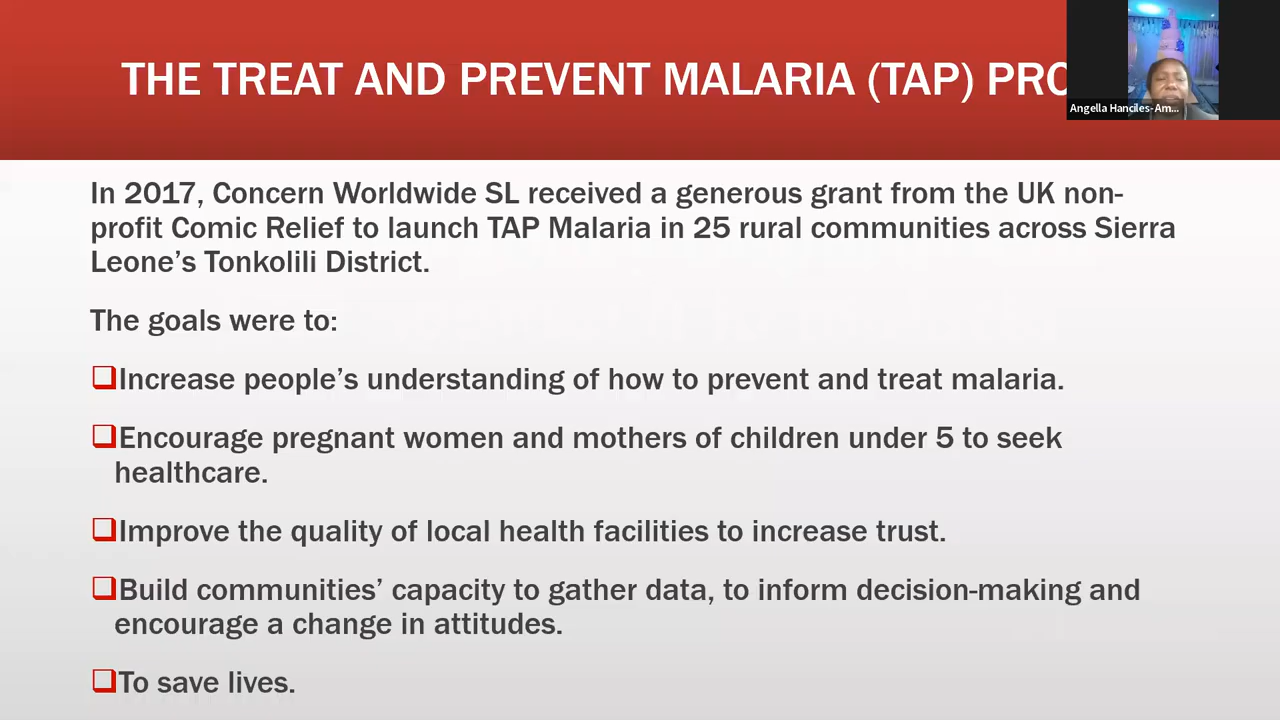 THE TREAT AND PREVENT MALARIA (TAP) PRO
Angella Hanciles-Am...
In 2017, Concern Worldwide SL received a generous grant from the UK non-
profit Comic Relief to launch TAP Malaria in 25 rural communities across Sierra
Leone’s Tonkolili District.
The goals were to:
Increase people’s understanding of how to prevent and treat malaria.
Encourage pregnant women and mothers of children under 5 to seek
healthcare.
Improve the quality of local health facilities to increase trust.
Build communities’ capacity to gather data, to inform decision-making and
encourage a change in attitudes.
To save lives.